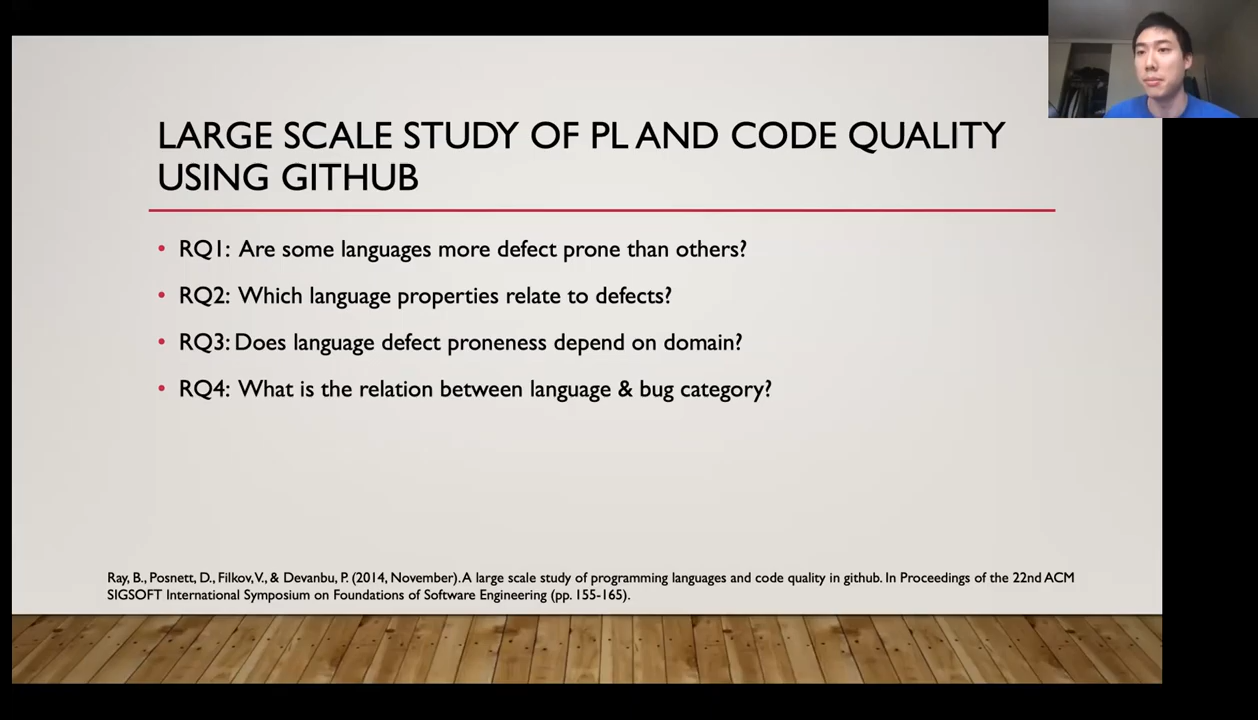 LARGE SCALE STUDY OF PL AND CODE QUALITY
USING GITHUB
• RQ1: Are some languages more defect prone than others?
• RQ2: Which language properties relate to defects?
• RQ3: Does language defect proneness depend on domain?
• RQ4: What is the relation between language & bug category?
Ray, B., Posnett, D., Filkov, V., & Devanbu, P. (2014, November). A large scale study of programming languages and code quality in github. In Proceedings of the 22nd ACM
SIGSOFT International Symposium on Foundations of Software Engineering (pp. 155-165).